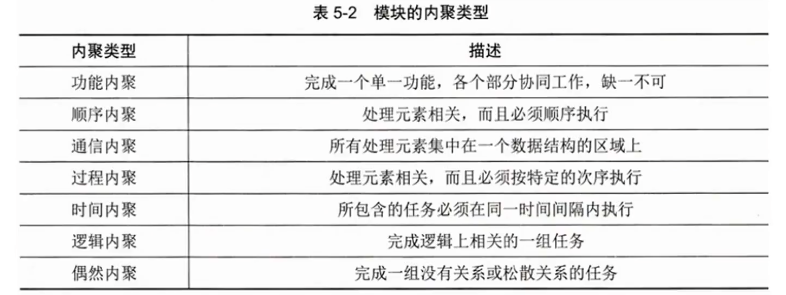 表 5-2 模块的内聚类型
内聚类型 描述
功能内聚 完成一个单一功能，各个部分协同工作，缺一不可
顺序内聚 处理元素相关，而且必须顺序执行
通信内聚 所有处理元素集中在一个数据结构的区域上
过程内聚 处理元素相关，而且必须按特定的次序执行
时间内聚 所包含的任务必须在同一时间间隔内执行
逻辑内聚 完成逻辑上相关的一组任务
偶然内聚 完成一组没有关系或松散关系的任务